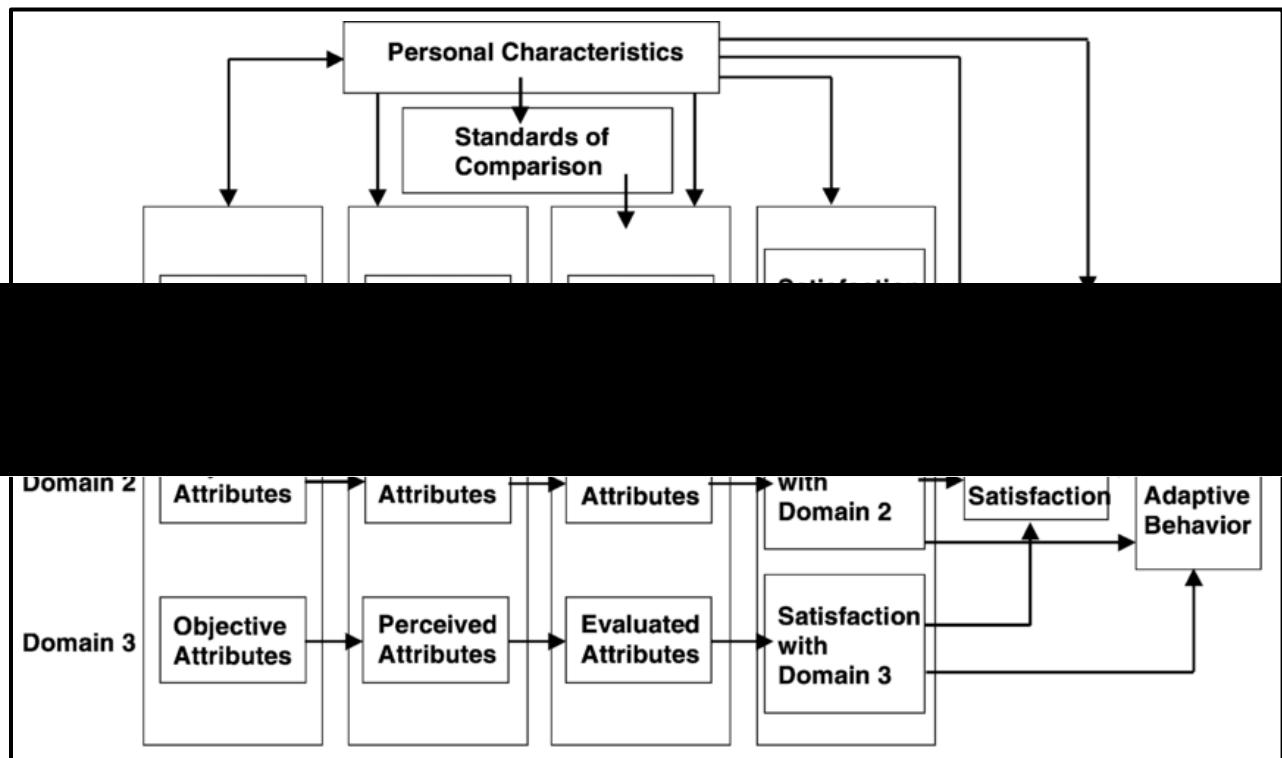 Personal Characteristics
Standards of
Comparison
Domain 2
Attributes
Attributes
Attributes
with
Domain 2
Satisfaction
Adaptive
Behavior
Domain 3
Objective
Attributes
Perceived
Attributes
Evaluated
Attributes
Satisfaction
with
Domain 3